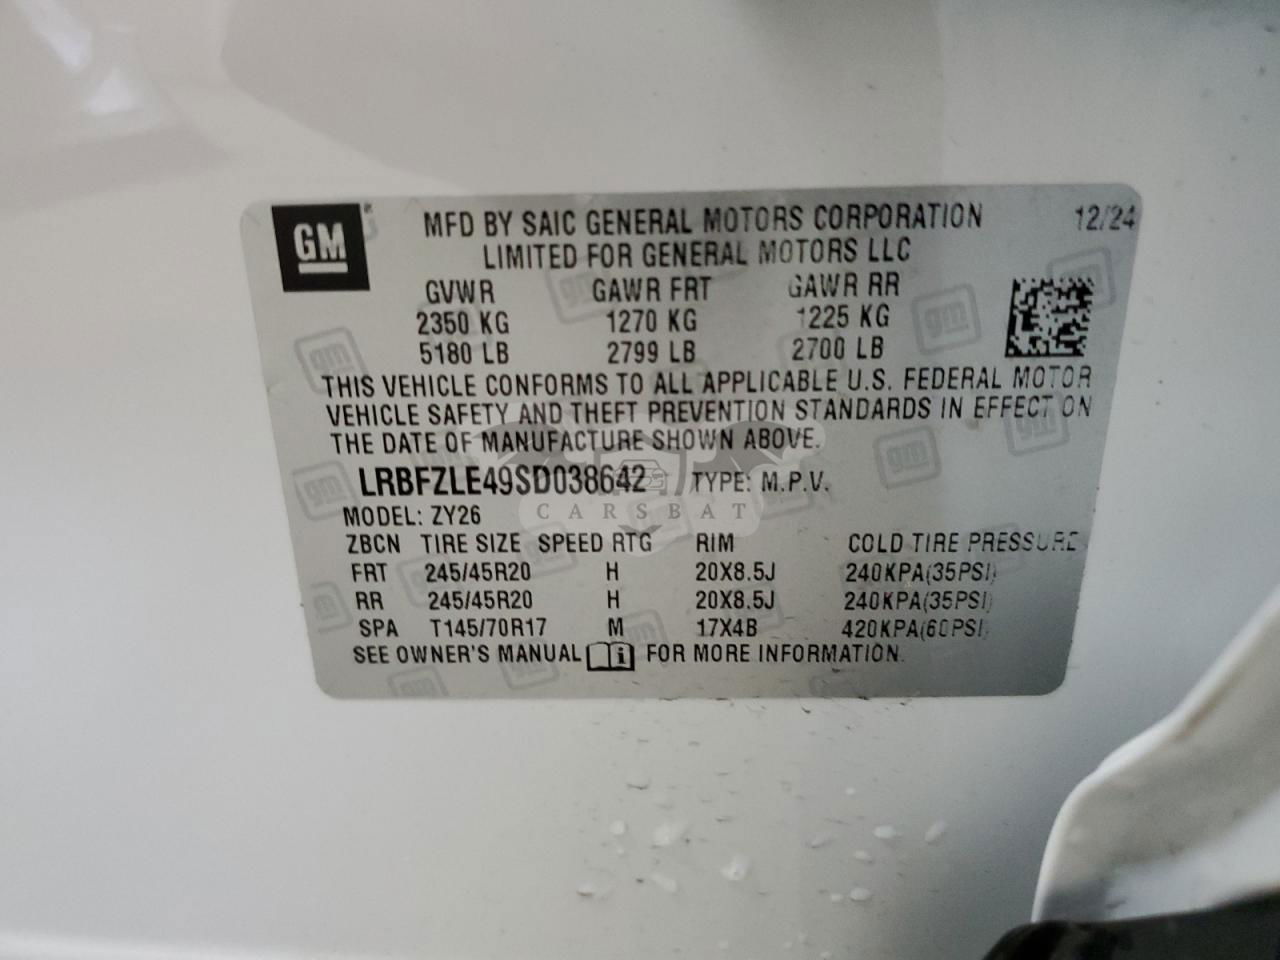 GM
MFD BY SAIC GENERAL MOTORS CORPORATION 12/24
LIMITED FOR GENERAL MOTORS LLC
GVWR GAWR FRT GAWR RR
2350 KG 1270 KG 1225 KG
5180 LB 2799 LB 2700 LB
THIS VEHICLE CONFORMS TO ALL APPLICABLE U.S. FEDERAL MOTOR
VEHICLE SAFETY AND THEFT PREVENTION STANDARDS IN EFFECT ON
THE DATE OF MANUFACTURE SHOWN ABOVE.
LRBFZLE49SD038642 TYPE: M.P.V.
CARSBAT
MODEL: ZY26
ZBCN TIRE SIZE SPEED RTG RIM COLD TIRE PRESSURE
FRT 245/45R20 H 20X8.5J 240KPA(35PSI)
RR 245/45R20 H 20X8.5J 240KPA(35PSI)
SPA T145/70R17 M 17X4B 420KPA(60PSI)
SEE OWNER'S MANUAL i FOR MORE INFORMATION.